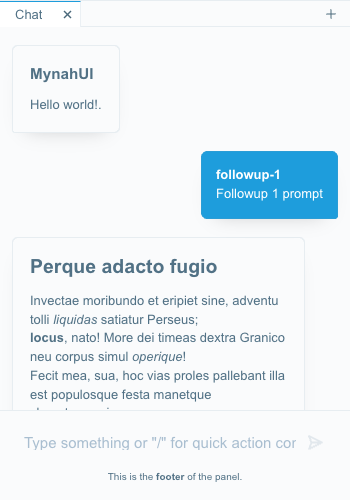 Chat
MynahUI
Hello world!.
followup-1
Followup 1 prompt
Perque adacto fugio
Invectae moribundo et eripiet sine, adventu
tolli liquidas satiatur Perseus;
locus, nato! More dei timeas dextra Granico
neu corpus simul operique!
Fecit mea, sua, hoc vias proles pallebant illa
est populosque festa manetque
Type something or "/" for quick action cor
This is the footer of the panel.